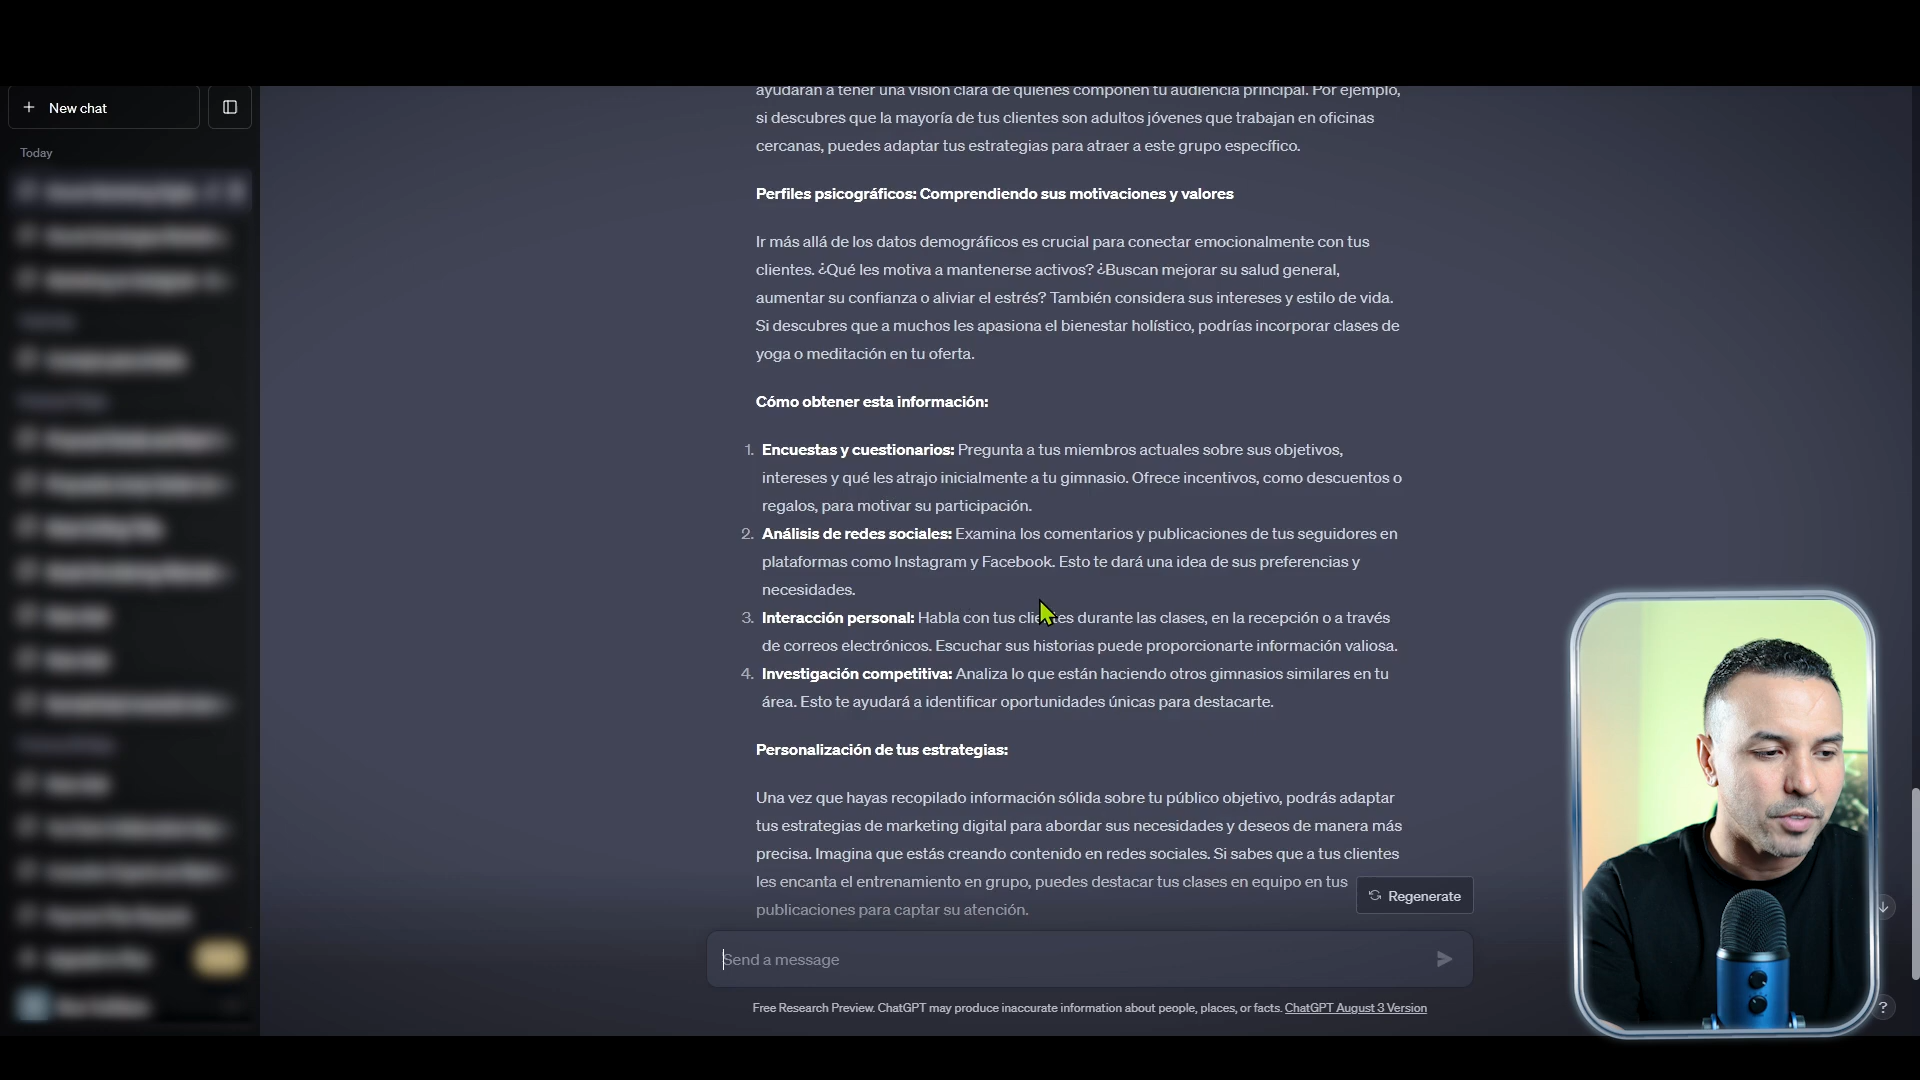 New chat
Today
ayudarán a tener una visión clara de quiénes componen tu audiencia principal. Por ejemplo,
si descubres que la mayoría de tus clientes son adultos jóvenes que trabajan en oficinas
cercanas, puedes adaptar tus estrategias para atraer a este grupo específico.
Perfiles psicográficos: Comprendiendo sus motivaciones y valores
Ir más allá de los datos demográficos es crucial para conectar emocionalmente con tus
clientes. ¿Qué les motiva a mantenerse activos? ¿Buscan mejorar su salud general,
aumentar su confianza o aliviar el estrés? También considera sus intereses y estilo de vida.
Si descubres que a muchos les apasiona el bienestar holístico, podrías incorporar clases de
yoga o meditación en tu oferta.
Cómo obtener esta información:
1. Encuestas y cuestionarios: Pregunta a tus miembros actuales sobre sus objetivos,
intereses y qué les atrajo inicialmente a tu gimnasio. Ofrece incentivos, como descuentos o
regalos, para motivar su participación.
2. Análisis de redes sociales: Examina los comentarios y publicaciones de tus seguidores en
plataformas como Instagram y Facebook. Esto te dará una idea de sus preferencias y
necesidades.
3. Interacción personal: Habla con tus clientes durante las clases, en la recepción o a través
de correos electrónicos. Escuchar sus historias puede proporcionarte información valiosa.
4. Investigación competitiva: Analiza lo que están haciendo otros gimnasios similares en tu
área. Esto te ayudará a identificar oportunidades únicas para destacarte.
Personalización de tus estrategias:
Una vez que hayas recopilado información sólida sobre tu público objetivo, podrás adaptar
tus estrategias de marketing digital para abordar sus necesidades y deseos de manera más
precisa. Imagina que estás creando contenido en redes sociales. Si sabes que a tus clientes
les encanta el entrenamiento en grupo, puedes destacar tus clases en equipo en tus
publicaciones para captar su atención.
Regenerate
Send a message
Free Research Preview. ChatGPT may produce inaccurate information about people, places, or facts. ChatGPT August 3 Version
?